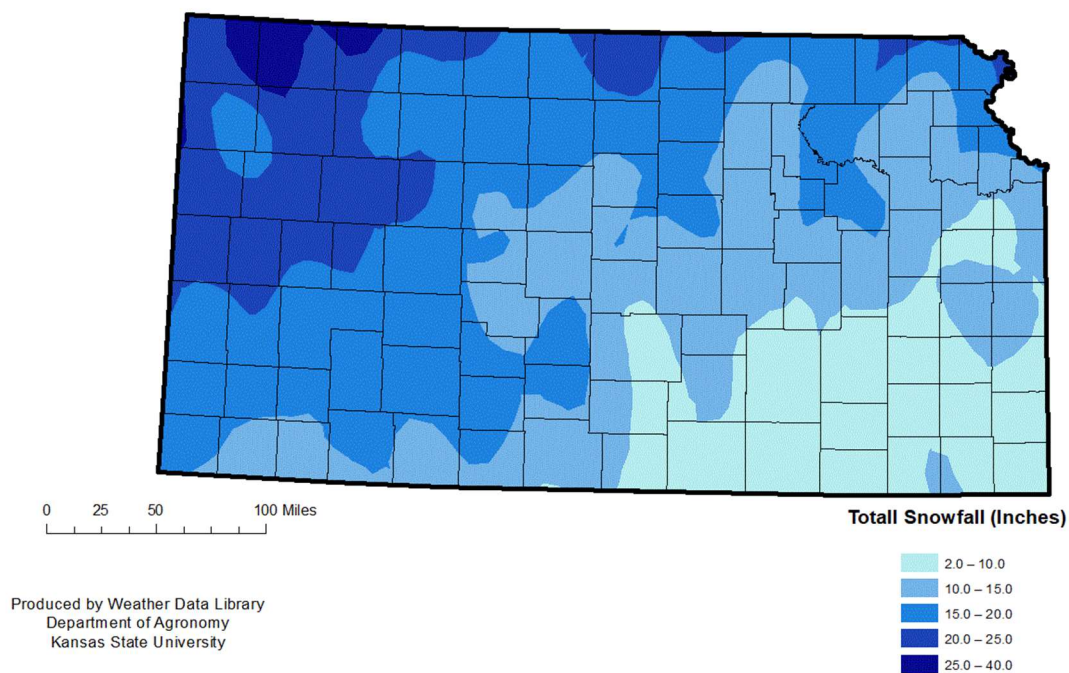 0 25 50 100 Miles
Totall Snowfall (Inches)
2.0 – 10.0
10.0 – 15.0
15.0 – 20.0
20.0 – 25.0
25.0 – 40.0
Produced by Weather Data Library
Department of Agronomy
Kansas State University